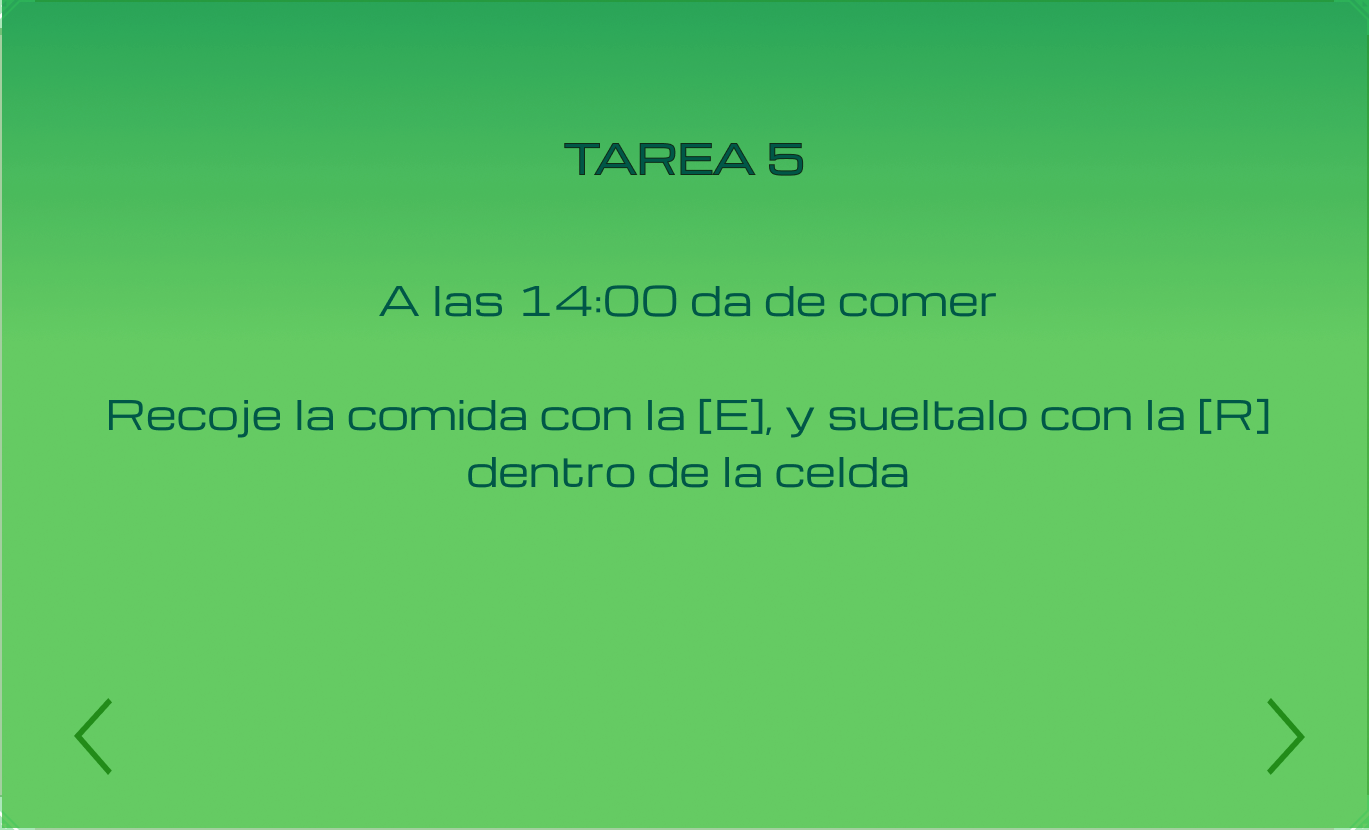 TAREA 5
A las 14:00 da de comer
Recoje la comida con la [E], y sueltalo con la [R]
dentro de la celda